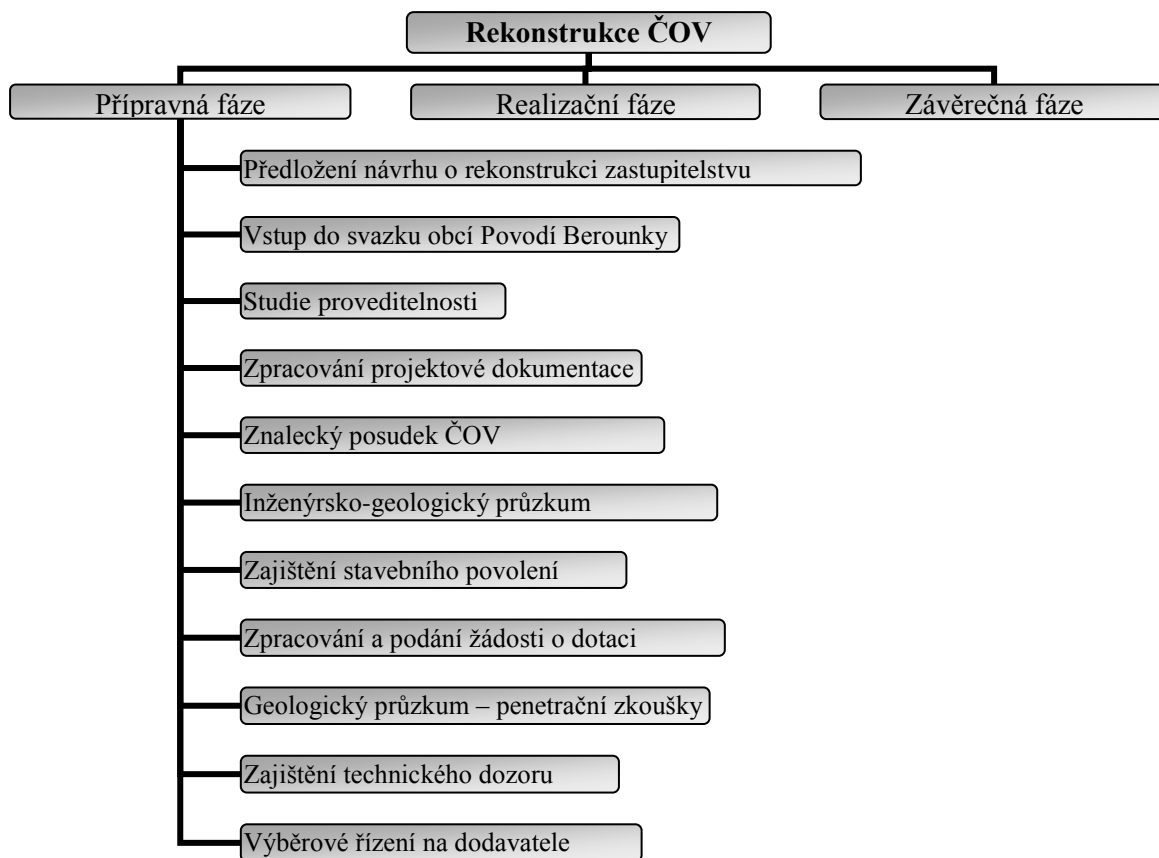 Rekonstrukce ČOV
Přípravná fáze
Realizační fáze
Závěrečná fáze
Předložení návrhu o rekonstrukci zastupitelstvu
Vstup do svazku obcí Povodí Berounky
Studie proveditelnosti
Zpracování projektové dokumentace
Znalecký posudek ČOV
Inženýrsko-geologický průzkum
Zajištění stavebního povolení
Zpracování a podání žádosti o dotaci
Geologický průzkum – penetrační zkoušky
Zajištění technického dozoru
Výběrové řízení na dodavatele